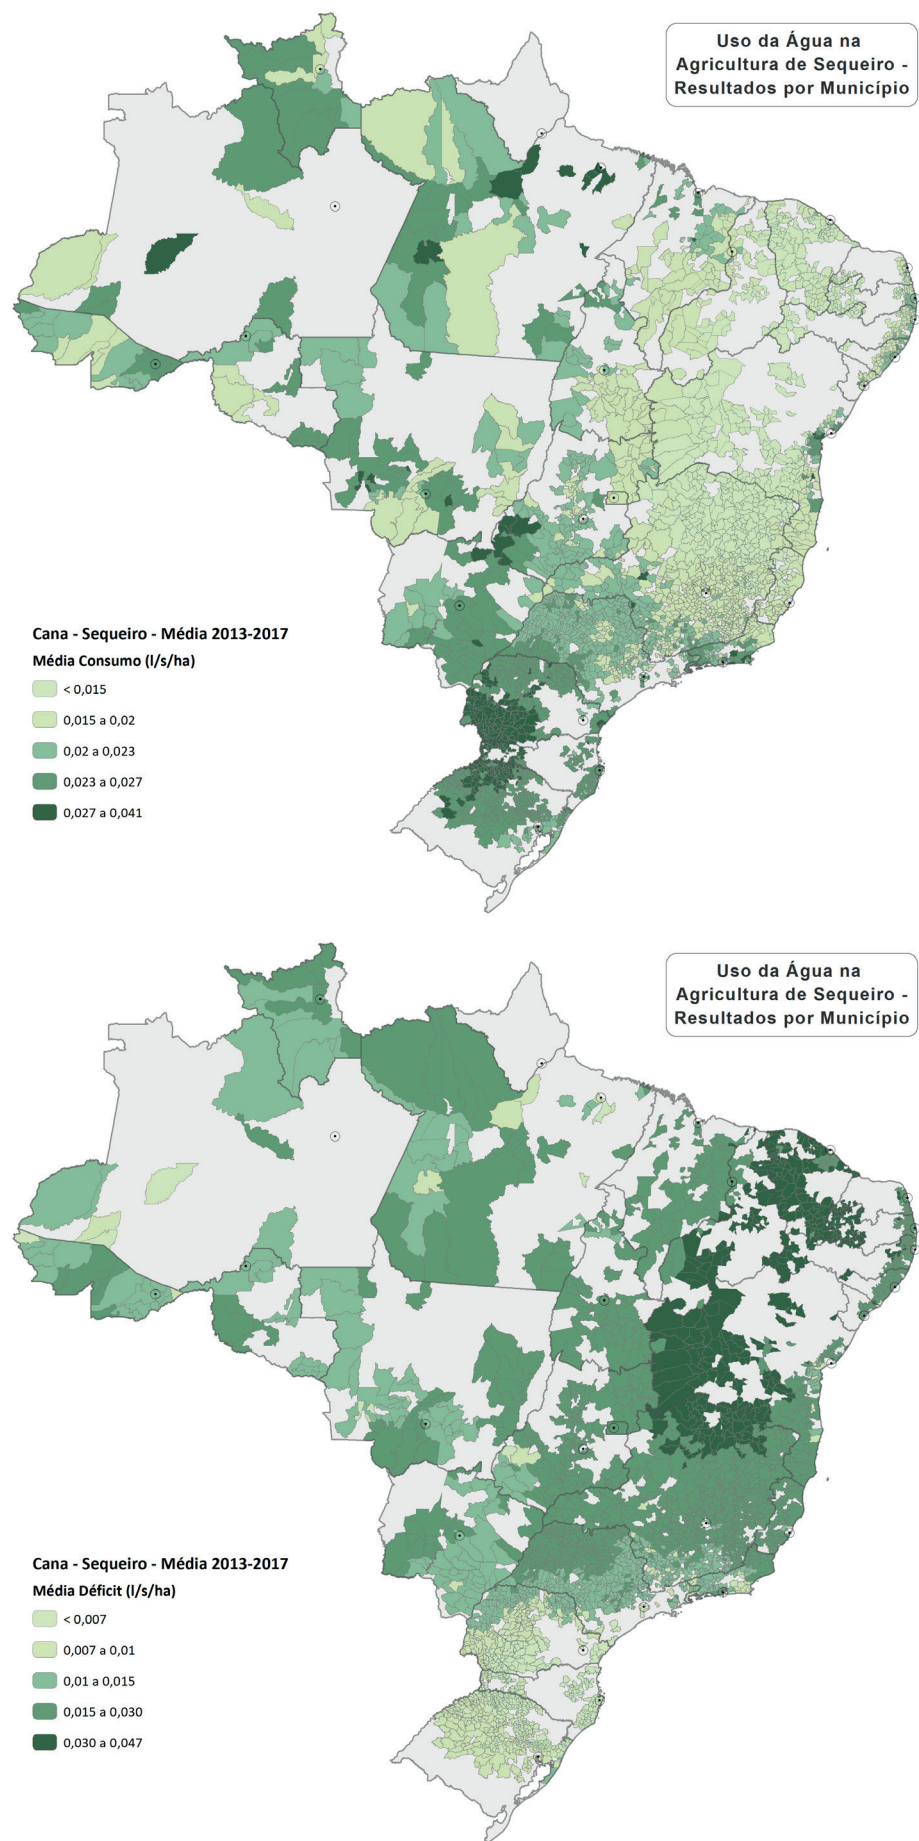 Uso da Água na
Agricultura de Sequeiro -
Resultados por Município
Cana - Sequeiro - Média 2013-2017
Média Consumo (l/s/ha)
< 0,015
0,015 a 0,02
0,02 a 0,023
0,023 a 0,027
0,027 a 0,041
Uso da Água na
Agricultura de Sequeiro -
Resultados por Município
Cana - Sequeiro - Média 2013-2017
Média Déficit (l/s/ha)
< 0,007
0,007 a 0,01
0,01 a 0,015
0,015 a 0,030
0,030 a 0,047